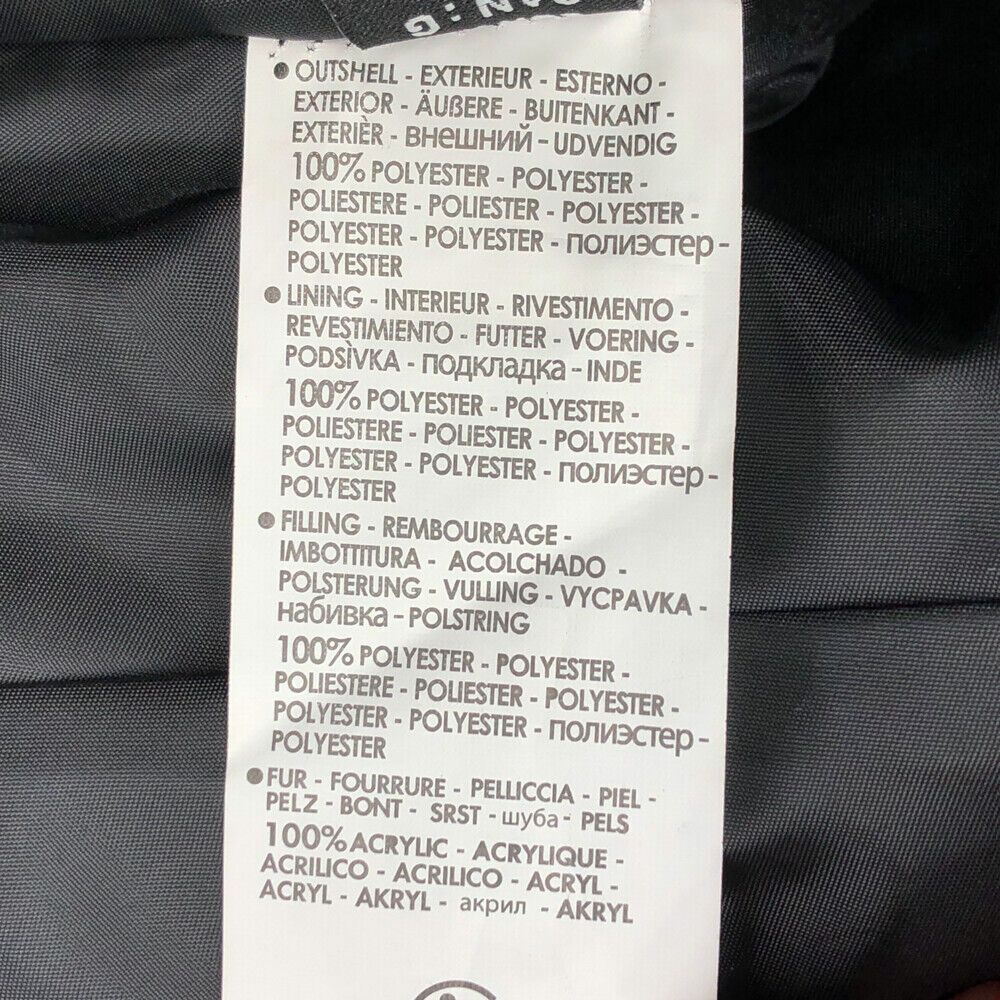 ● OUTSHELL - EXTERIEUR - ESTERNO -
EXTERIOR - ÄUßERE - BUITENKANT -
EXTERIÈR - внешний - UDVENDIG
100% POLYESTER - POLYESTER -
POLIESTERE - POLIESTER - POLYESTER -
POLYESTER - POLYESTER - полиэстер -
POLYESTER
● LINING - INTERIEUR - RIVESTIMENTO -
REVESTIMIENTO - FUTTER - VOERING -
PODSÌVKA - подкладка - INDE
100% POLYESTER - POLYESTER -
POLIESTERE - POLIESTER - POLYESTER -
POLYESTER - POLYESTER - полиэстер -
POLYESTER
● FILLING - REMBOURRAGE -
IMBOTTITURA - ACOLCHADO -
POLSTERUNG - VULLING - VYCPAVKA -
набивка - POLSTRING
100% POLYESTER - POLYESTER -
POLIESTERE - POLIESTER - POLYESTER -
POLYESTER - POLYESTER - полиэстер -
POLYESTER
● FUR - FOURRURE - PELLICCIA - PIEL -
PELZ - BONT - SRST - шуба - PELS
100% ACRYLIC - ACRYLIQUE -
ACRILICO - ACRILICO - ACRYL -
ACRYL - AKRYL - акрил - AKRYL